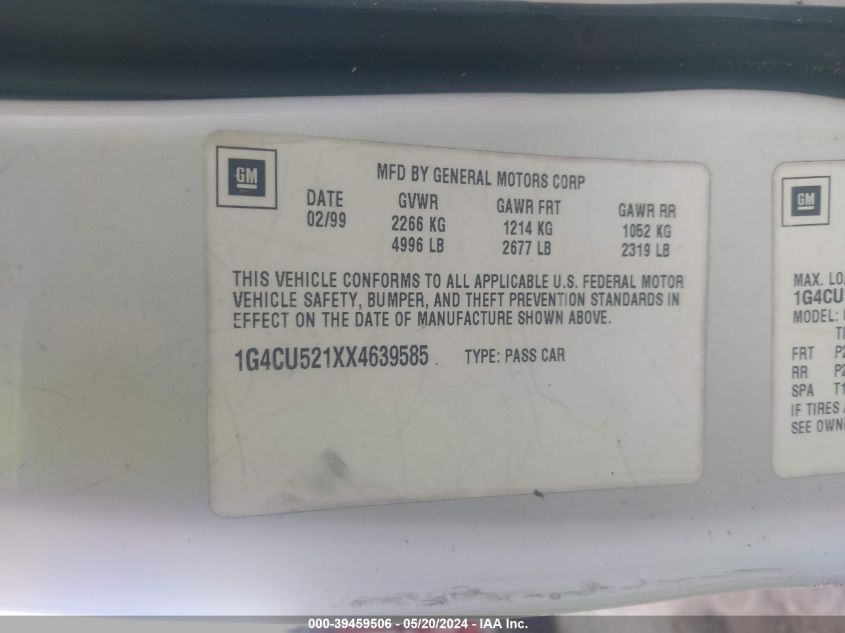 GM
MFD BY GENERAL MOTORS CORP
DATE GVWR GAWR FRT GAWR RR
02/99 2266 KG 1214 KG 1052 KG
4996 LB 2677 LB 2319 LB
THIS VEHICLE CONFORMS TO ALL APPLICABLE U.S. FEDERAL MOTOR
VEHICLE SAFETY, BUMPER, AND THEFT PREVENTION STANDARDS IN
EFFECT ON THE DATE OF MANUFACTURE SHOWN ABOVE.
1G4CU521XX4639585 TYPE: PASS CAR
GM
MAX. LOA
1G4CU
MODEL:
FRT P2
RR P2
SPA T1
IF TIRES
SEE OWN
000-39459506 - 05/20/2024 - IAA Inc.